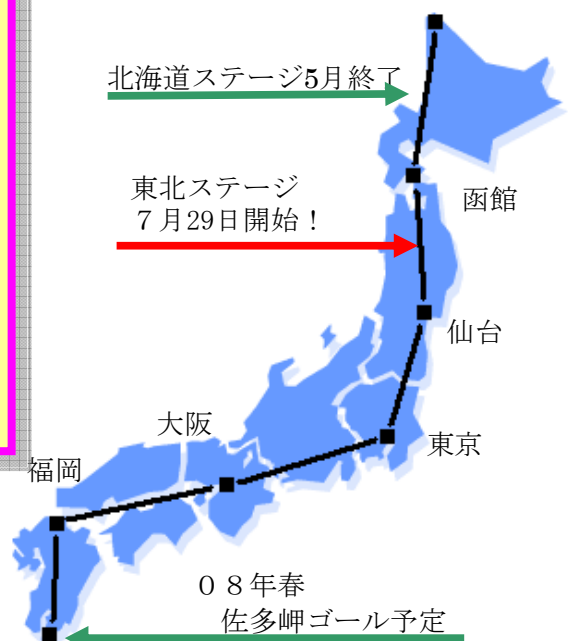 北海道ステージ5月終了
東北ステージ
７月29日開始！
函館
仙台
東京
大阪
福岡
０８年春
佐多岬ゴール予定